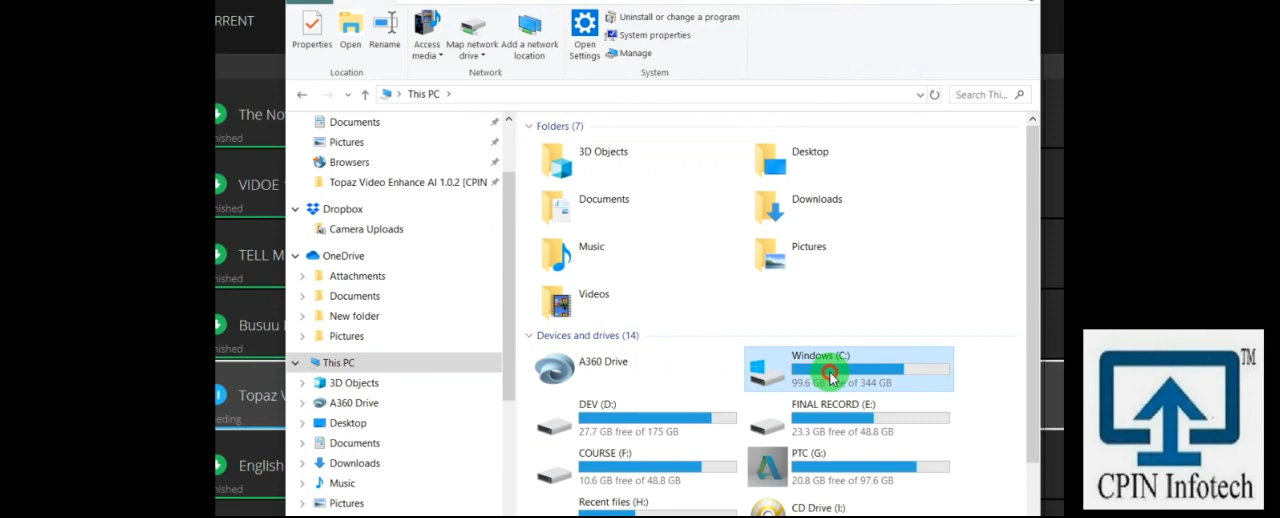 RRENT
The No
nished
VIDOE
nished
TELL M
nished
Busuu
nished
Topaz V
eding
English
nished
Properties
Open
Rename
Access media
Map network drive
Add a network location
Open Settings
Uninstall or change a program
System properties
Manage
Location
Network
System
This PC
Search Thi...
Documents
Pictures
Browsers
Topaz Video Enhance AI 1.0.2 [CPIN
Dropbox
Camera Uploads
OneDrive
Attachments
Documents
New folder
Pictures
This PC
3D Objects
A360 Drive
Desktop
Documents
Downloads
Music
Pictures
Folders (7)
3D Objects
Desktop
Documents
Downloads
Music
Pictures
Videos
Devices and drives (14)
A360 Drive
Windows (C:)
99.6 GB free of 344 GB
DEV (D:)
27.7 GB free of 175 GB
FINAL RECORD (E:)
23.3 GB free of 48.8 GB
COURSE (F:)
10.6 GB free of 48.8 GB
PTC (G:)
20.8 GB free of 97.6 GB
Recent files (H:)
CD Drive (I:)
TM
CPIN Infotech